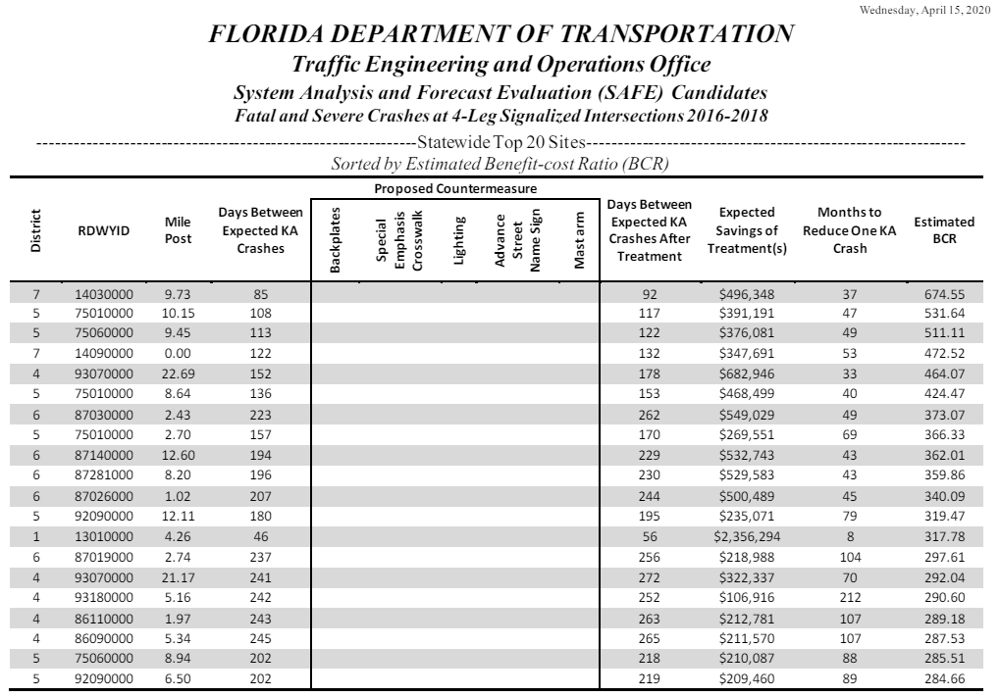 Wednesday, April 15, 2020
FLORIDA DEPARTMENT OF TRANSPORTATION
Traffic Engineering and Operations Office
System Analysis and Forecast Evaluation (SAFE) Candidates
Fatal and Severe Crashes at 4-Leg Signalized Intersections 2016-2018
Statewide Top 20 Sites
Sorted by Estimated Benefit-cost Ratio (BCR)
Proposed Countermeasure
District RDWYID Mile Post Days Between Expected KA Crashes Backplates Special Emphasis Crosswalk Lighting Advance Street Name Sign Mast arm Days Between Expected KA Crashes After Treatment Expected Savings of Treatment(s) Months to Reduce One KA Crash Estimated BCR
7 14030000 9.73 85 92 $496,348 37 674.55
5 75010000 10.15 108 117 $391,191 47 531.64
5 75060000 9.45 113 122 $376,081 49 511.11
7 14090000 0.00 122 132 $347,691 53 472.52
4 93070000 22.69 152 178 $682,946 33 464.07
5 75010000 8.64 136 153 $468,499 40 424.47
6 87030000 2.43 223 262 $549,029 49 373.07
5 75010000 2.70 157 170 $269,551 69 366.33
6 87140000 12.60 194 229 $532,743 43 362.01
6 87281000 8.20 196 230 $529,583 43 359.86
6 87026000 1.02 207 244 $500,489 45 340.09
5 92090000 12.11 180 195 $235,071 79 319.47
1 13010000 4.26 46 56 $2,356,294 8 317.78
6 87019000 2.74 237 256 $218,988 104 297.61
4 93070000 21.17 241 272 $322,337 70 292.04
4 93180000 5.16 242 252 $106,916 212 290.60
4 86110000 1.97 243 263 $212,781 107 289.18
4 86090000 5.34 245 265 $211,570 107 287.53
5 75060000 8.94 202 218 $210,087 88 285.51
5 92090000 6.50 202 219 $209,460 89 284.66